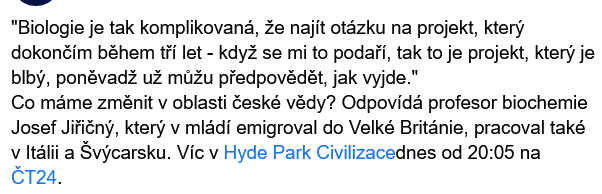 "Biologie je tak komplikovaná, že najít otázku na projekt, který
dokončím během tří let - když se mi to podaří, tak to je projekt, který je
blbý, poněvadž už můžu předpovědět, jak vyjde."
Co máme změnit v oblasti české vědy? Odpovídá profesor biochemie
Josef Jiřičný, který v mládí emigroval do Velké Británie, pracoval také
v Itálii a Švýcarsku. Víc v Hyde Park Civilizacednes od 20:05 na
ČT24.